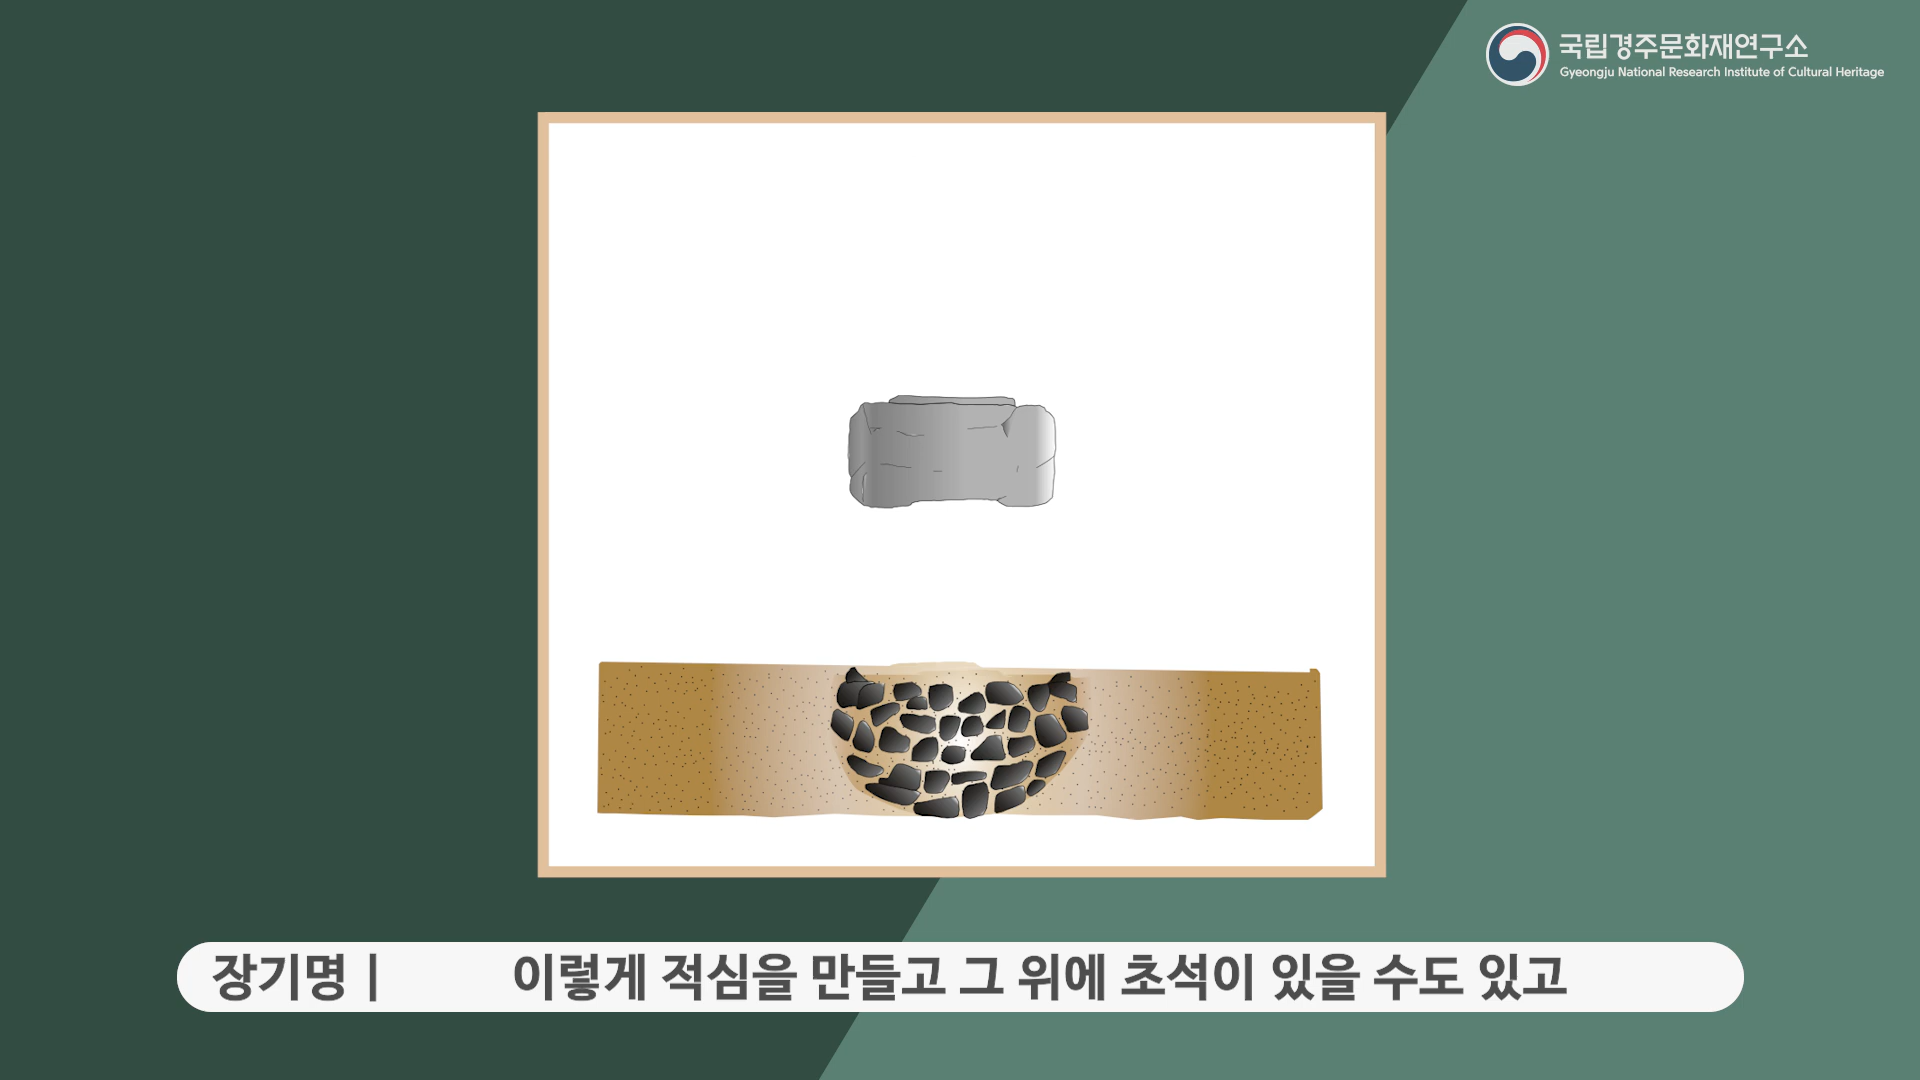 국립경주문화재연구소
Gyeongju National Research Institute of Cultural Heritage
장기명 | 이렇게 적심을 만들고 그 위에 초석이 있을 수도 있고